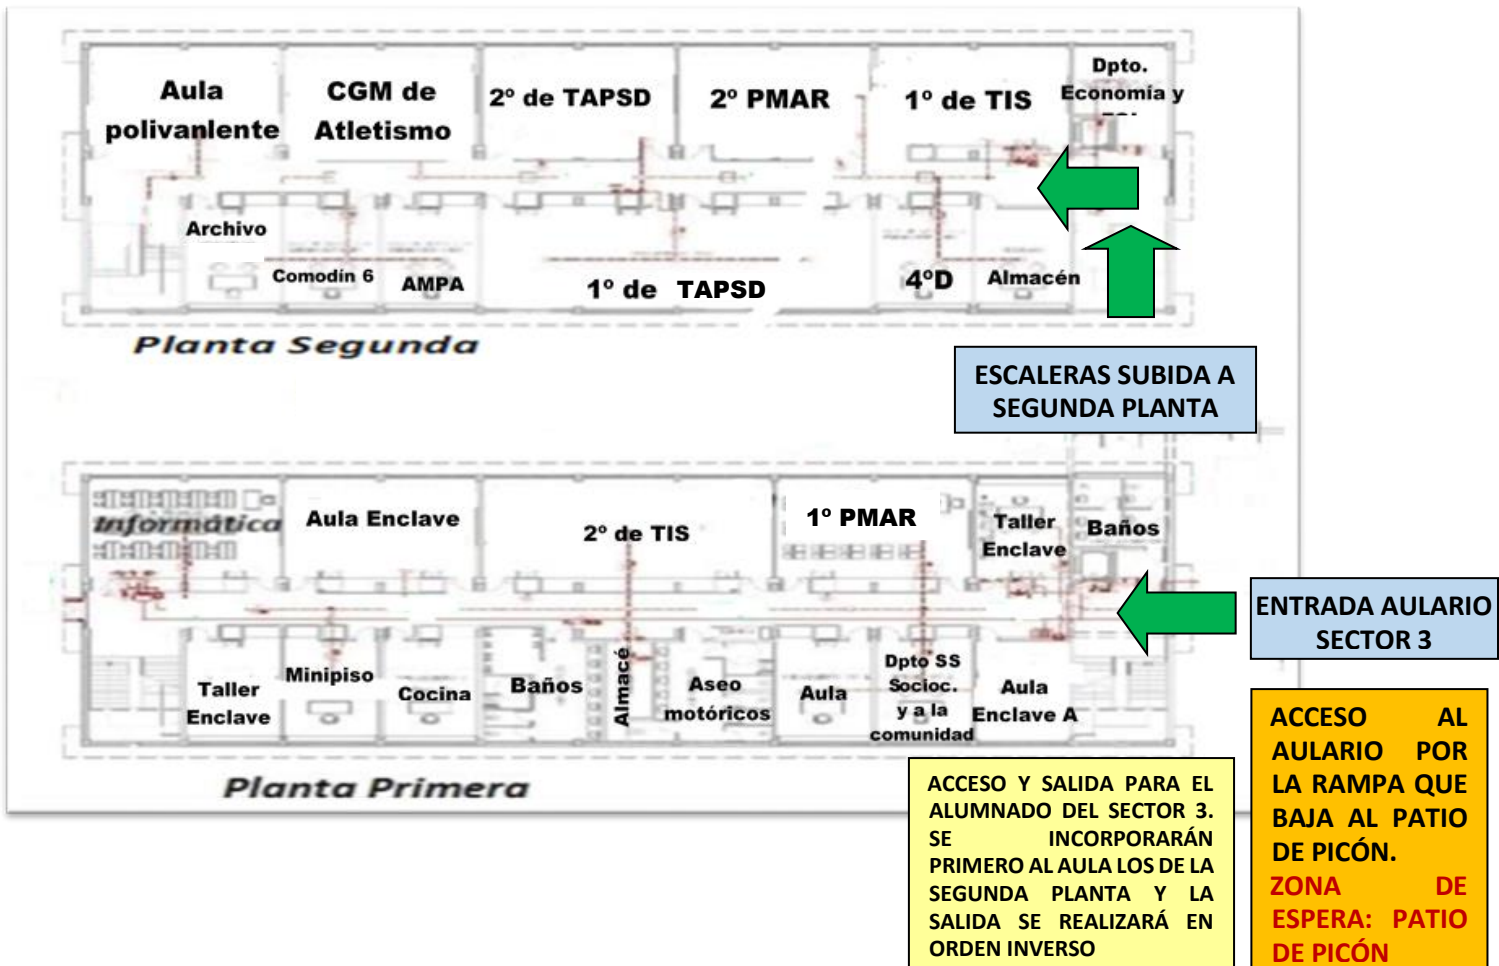 Aula
polivanlente
CGM de
Atletismo
2º de TAPSD
2º PMAR
1º de TIS
Dpto.
Economía y
Archivo
Comodín 6
AMPA
1º de TAPSD
4ºD
Almacén
Planta Segunda
ESCALERAS SUBIDA A
SEGUNDA PLANTA
Informática
Aula Enclave
2º de TIS
1º PMAR
Taller
Enclave
Baños
ENTRADA AULARIO
SECTOR 3
Taller
Enclave
Minipiso
Cocina
Baños
Almacé
Aseo
motóricos
Aula
Dpto SS
Socioc.
y a la
comunidad
Aula
Enclave A
Planta Primera
ACCESO Y SALIDA PARA EL
ALUMNADO DEL SECTOR 3.
SE INCORPORARÁN
PRIMERO AL AULA LOS DE LA
SEGUNDA PLANTA Y LA
SALIDA SE REALIZARÁ EN
ORDEN INVERSO
ACCESO AL
AULARIO POR
LA RAMPA QUE
BAJA AL PATIO
DE PICÓN.
ZONA DE
ESPERA: PATIO
DE PICÓN